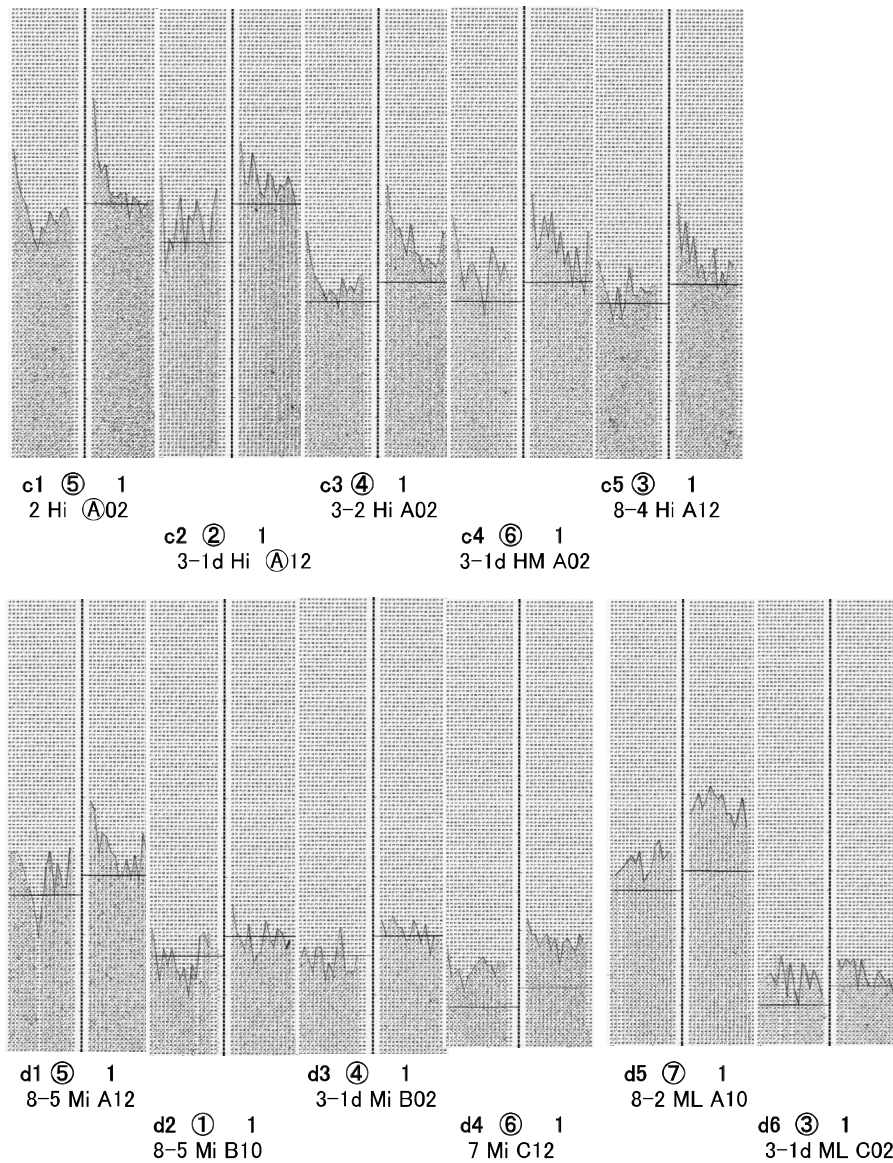 c1 ⑤ 1
2 Hi Ⓐ02
c2 ② 1
3-1d Hi Ⓐ12
c3 ④ 1
3-2 Hi A02
c4 ⑥ 1
3-1d HM A02
c5 ③ 1
8-4 Hi A12
d1 ⑤ 1
8-5 Mi A12
d2 ① 1
8-5 Mi B10
d3 ④ 1
3-1d Mi B02
d4 ⑥ 1
7 Mi C12
d5 ⑦ 1
8-2 ML A10
d6 ③ 1
3-1d ML C02